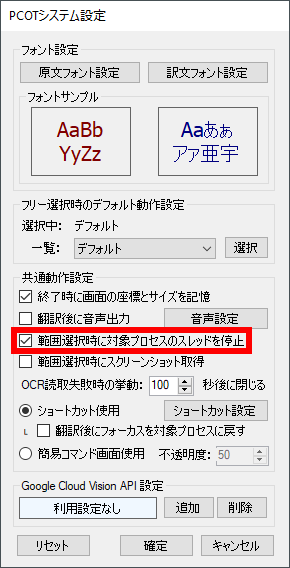 PCOTシステム設定
フォント設定
原文フォント設定 訳文フォント設定
フォントサンプル
AaBb
YyZz
Aaあぁ
アァ亜宇
フリー選択時のデフォルト動作設定
選択中: デフォルト
一覧: デフォルト 選択
共通動作設定
終了時に画面の座標とサイズを記憶
翻訳後に音声出力 音声設定
範囲選択時に対象プロセスのスレッドを停止
範囲選択時にスクリーンショット取得
OCR読取失敗時の挙動: 100 秒後に閉じる
ショートカット使用 ショートカット設定
L 翻訳後にフォーカスを対象プロセスに戻す
簡易コマンド画面使用 不透明度: 50
Google Cloud Vision API 設定
利用設定なし 追加 削除
リセット 確定 キャンセル